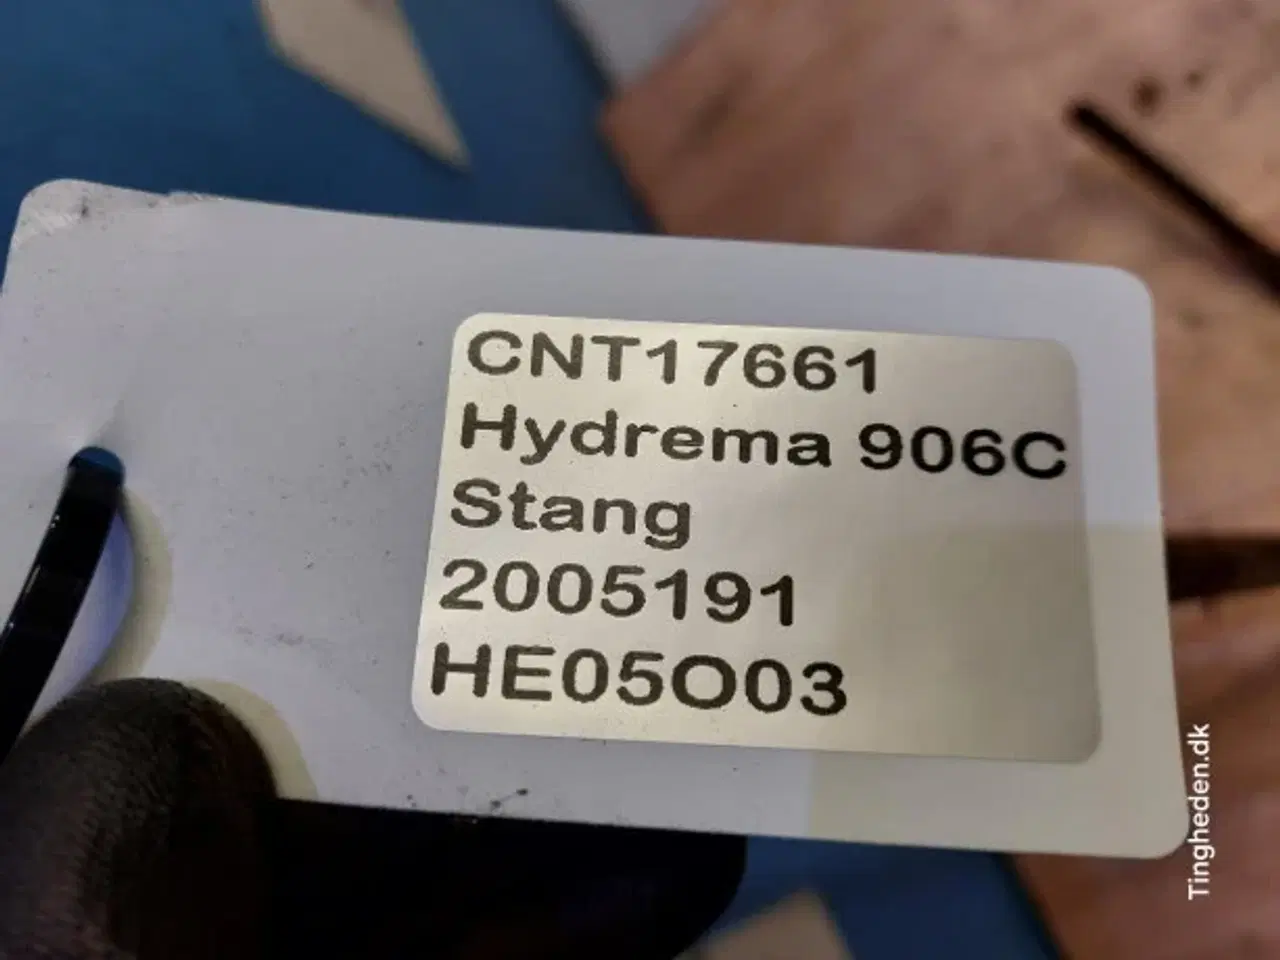 CNT17661
Hydrema 906C
Stang
2005191
HE05O03
Tingheden.dk